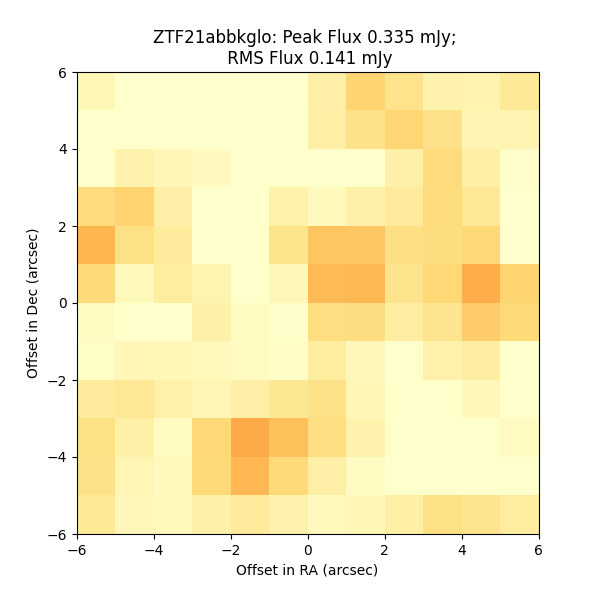 ZTF21abbkglo: Peak Flux 0.335 mJy;
RMS Flux 0.141 mJy
6
4
2
0
−2
−4
−6
Offset in Dec (arcsec)
−6 −4 −2 0 2 4 6
Offset in RA (arcsec)